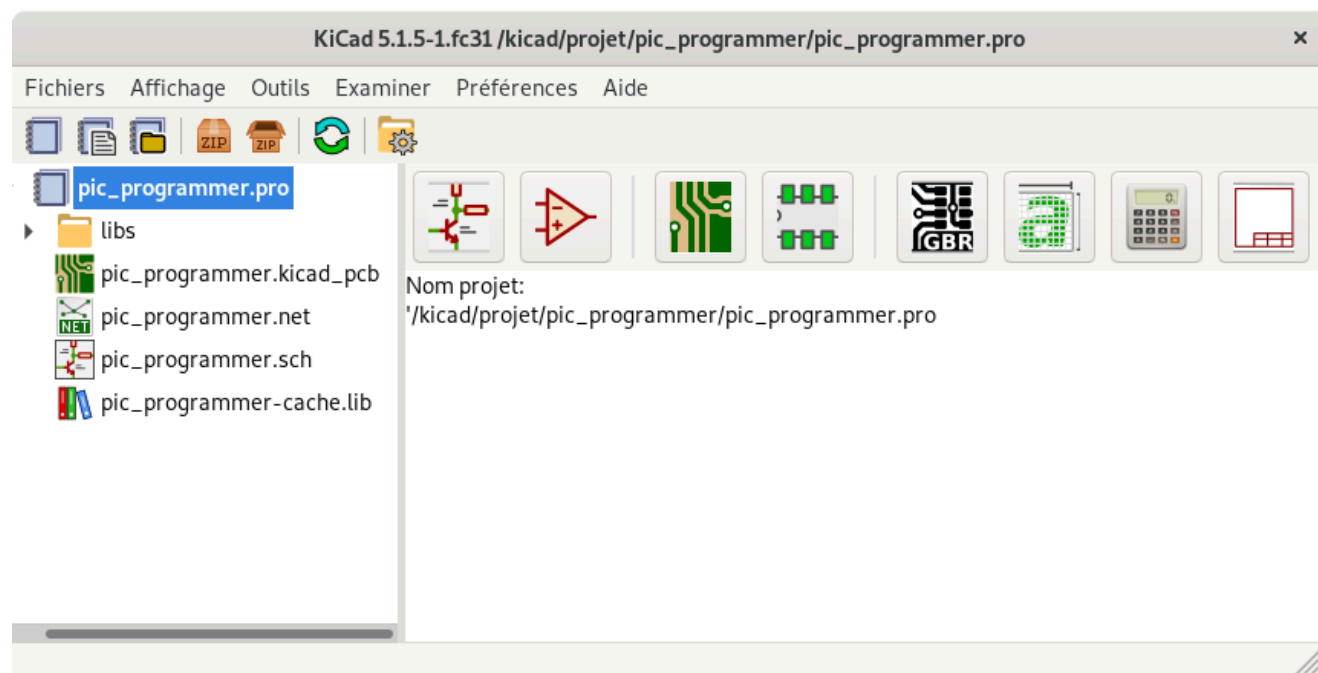 KiCad 5.1.5-1.fc31 /kicad/projet/pic_programmer/pic_programmer.pro
Fichiers Affichage Outils Examiner Préférences Aide
ZIP ZIP
pic_programmer.pro
libs
pic_programmer.kicad_pcb
NET pic_programmer.net
pic_programmer.sch
pic_programmer-cache.lib
GBR a 0.
Nom projet:
'/kicad/projet/pic_programmer/pic_programmer.pro